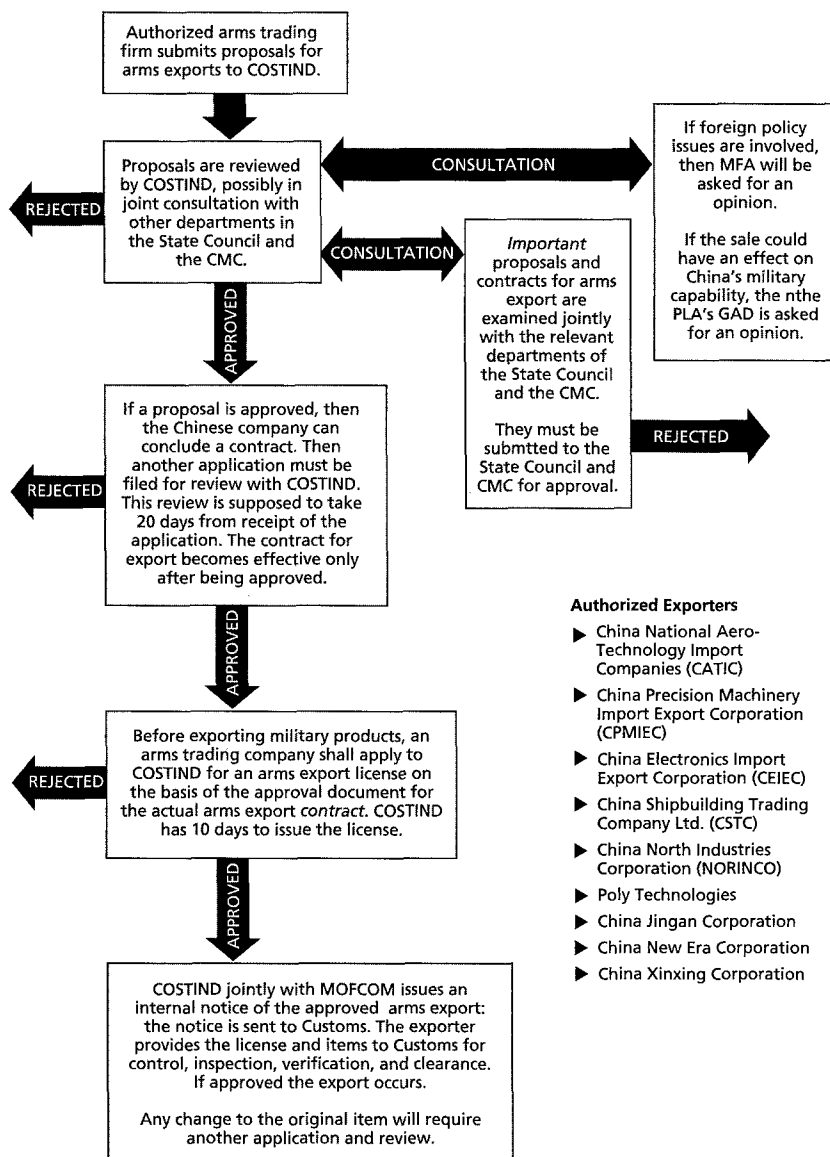 Authorized arms trading
firm submits proposals for
arms exports to COSTIND.
REJECTED
Proposals are reviewed
by COSTIND, possibly in
joint consultation with
other departments in
the State Council and
the CMC.
CONSULTATION
If foreign policy
issues are involved,
then MFA will be
asked for an
opinion.
If the sale could
have an effect on
China's military
capability, the nthe
PLA's GAD is asked
for an opinion.
CONSULTATION
Important
proposals and
contracts for arms
export are
examined jointly
with the relevant
departments of
the State Council
and the CMC.
They must be
submtted to the
State Council and
CMC for approval.
REJECTED
APPROVED
REJECTED
If a proposal is approved, then
the Chinese company can
conclude a contract. Then
another application must be
filed for review with COSTIND.
This review is supposed to take
20 days from receipt of the
application. The contract for
export becomes effective only
after being approved.
APPROVED
REJECTED
Before exporting military products, an
arms trading company shall apply to
COSTIND for an arms export license on
the basis of the approval document for
the actual arms export contract. COSTIND
has 10 days to issue the license.
APPROVED
COSTIND jointly with MOFCOM issues an
internal notice of the approved arms export:
the notice is sent to Customs. The exporter
provides the license and items to Customs for
control, inspection, verification, and clearance.
If approved the export occurs.
Any change to the original item will require
another application and review.
Authorized Exporters
► China National Aero-
Technology Import
Companies (CATIC)
► China Precision Machinery
Import Export Corporation
(CPMIEC)
► China Electronics Import
Export Corporation (CEIEC)
► China Shipbuilding Trading
Company Ltd. (CSTC)
► China North Industries
Corporation (NORINCO)
► Poly Technologies
► China Jingan Corporation
► China New Era Corporation
► China Xinxing Corporation